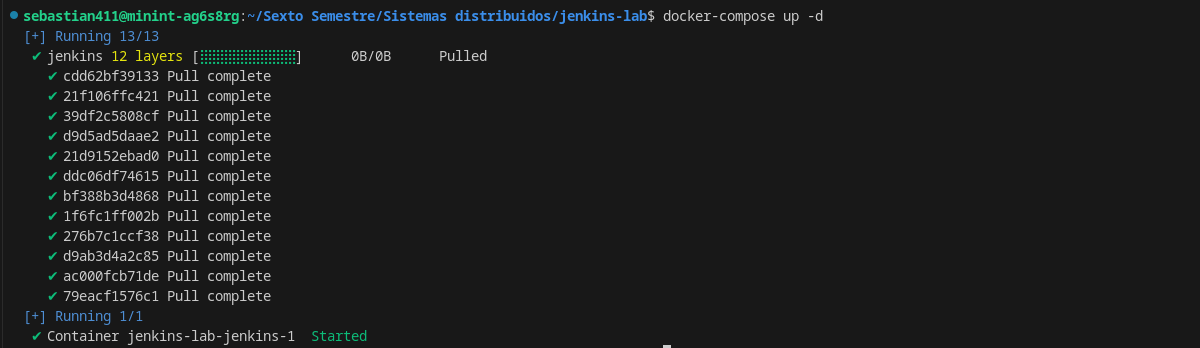 sebastian411@minint-ag6s8rg:~/Sexto Semestre/Sistemas distribuidos/jenkins-lab$ docker-compose up -d
[+] Running 13/13
✔ jenkins 12 layers [⣿⣿⣿⣿⣿⣿⣿⣿⣿⣿⣿⣿] 0B/0B Pulled
✔ cdd62bf39133 Pull complete
✔ 21f106ffc421 Pull complete
✔ 39df2c5808cf Pull complete
✔ d9d5ad5daae2 Pull complete
✔ 21d9152ebad0 Pull complete
✔ ddc06df74615 Pull complete
✔ bf388b3d4868 Pull complete
✔ 1f6fc1ff002b Pull complete
✔ 276b7c1ccf38 Pull complete
✔ d9ab3d4a2c85 Pull complete
✔ ac000fcb71de Pull complete
✔ 79eacf1576c1 Pull complete
[+] Running 1/1
✔ Container jenkins-lab-jenkins-1 Started